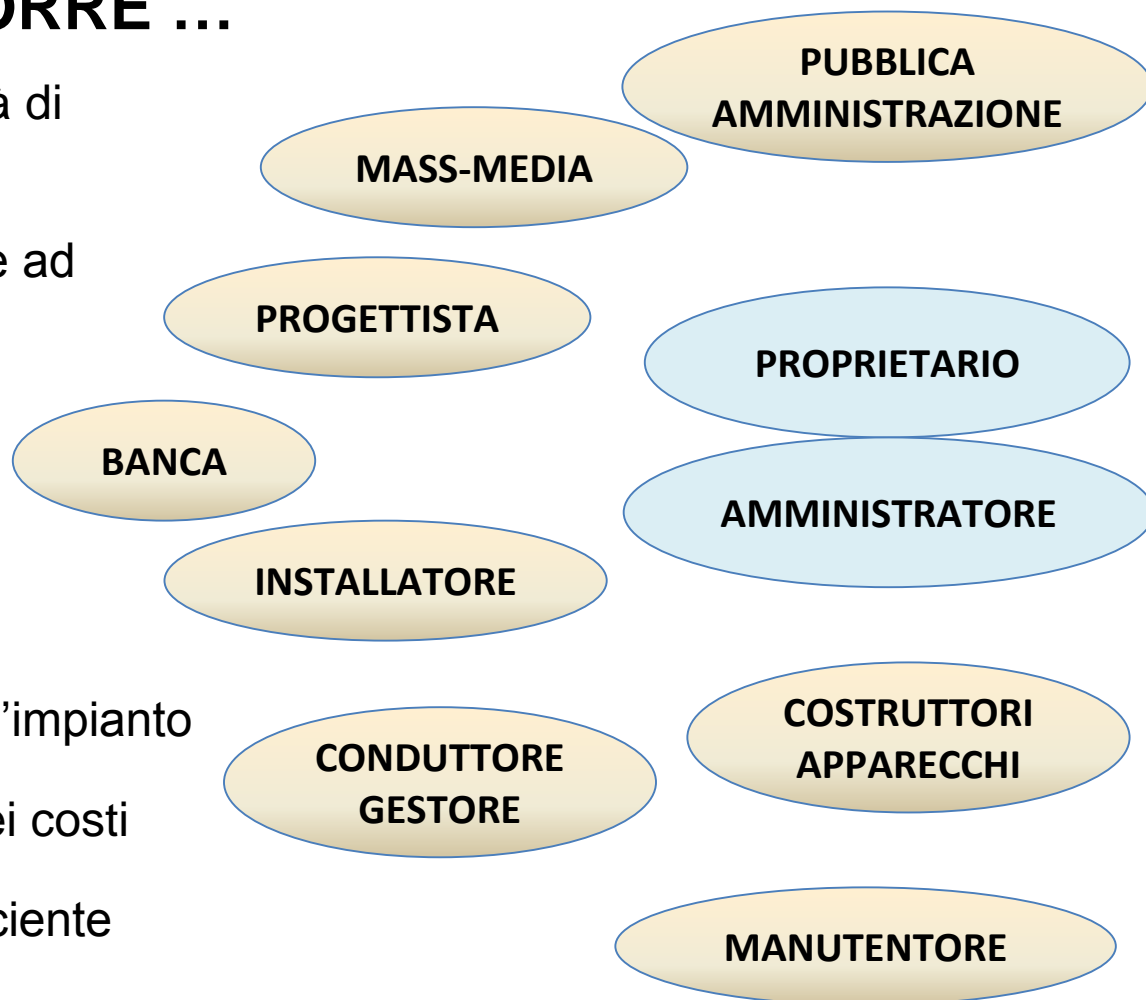 ORRE …
à di
e ad
l'impianto
ei costi
ciente
PUBBLICA
AMMINISTRAZIONE
MASS-MEDIA
PROGETTISTA
PROPRIETARIO
BANCA
AMMINISTRATORE
INSTALLATORE
COSTRUTTORI
APPARECCHI
CONDUTTORE
GESTORE
MANUTENTORE